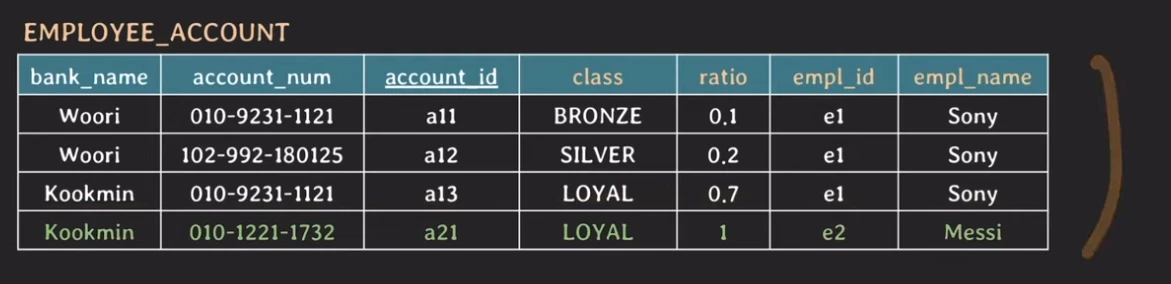 EMPLOYEE_ACCOUNT
bank_name account_num account_id class ratio empl_id empl_name
Woori 010-9231-1121 a11 BRONZE 0.1 e1 Sony
Woori 102-992-180125 a12 SILVER 0.2 e1 Sony
Kookmin 010-9231-1121 a13 LOYAL 0.7 e1 Sony
Kookmin 010-1221-1732 a21 LOYAL 1 e2 Messi